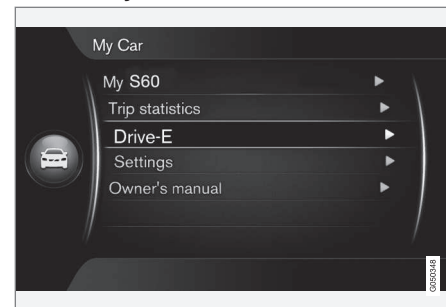 My Car
My S60
Trip statistics
Drive-E
Settings
Owner's manual
G050348